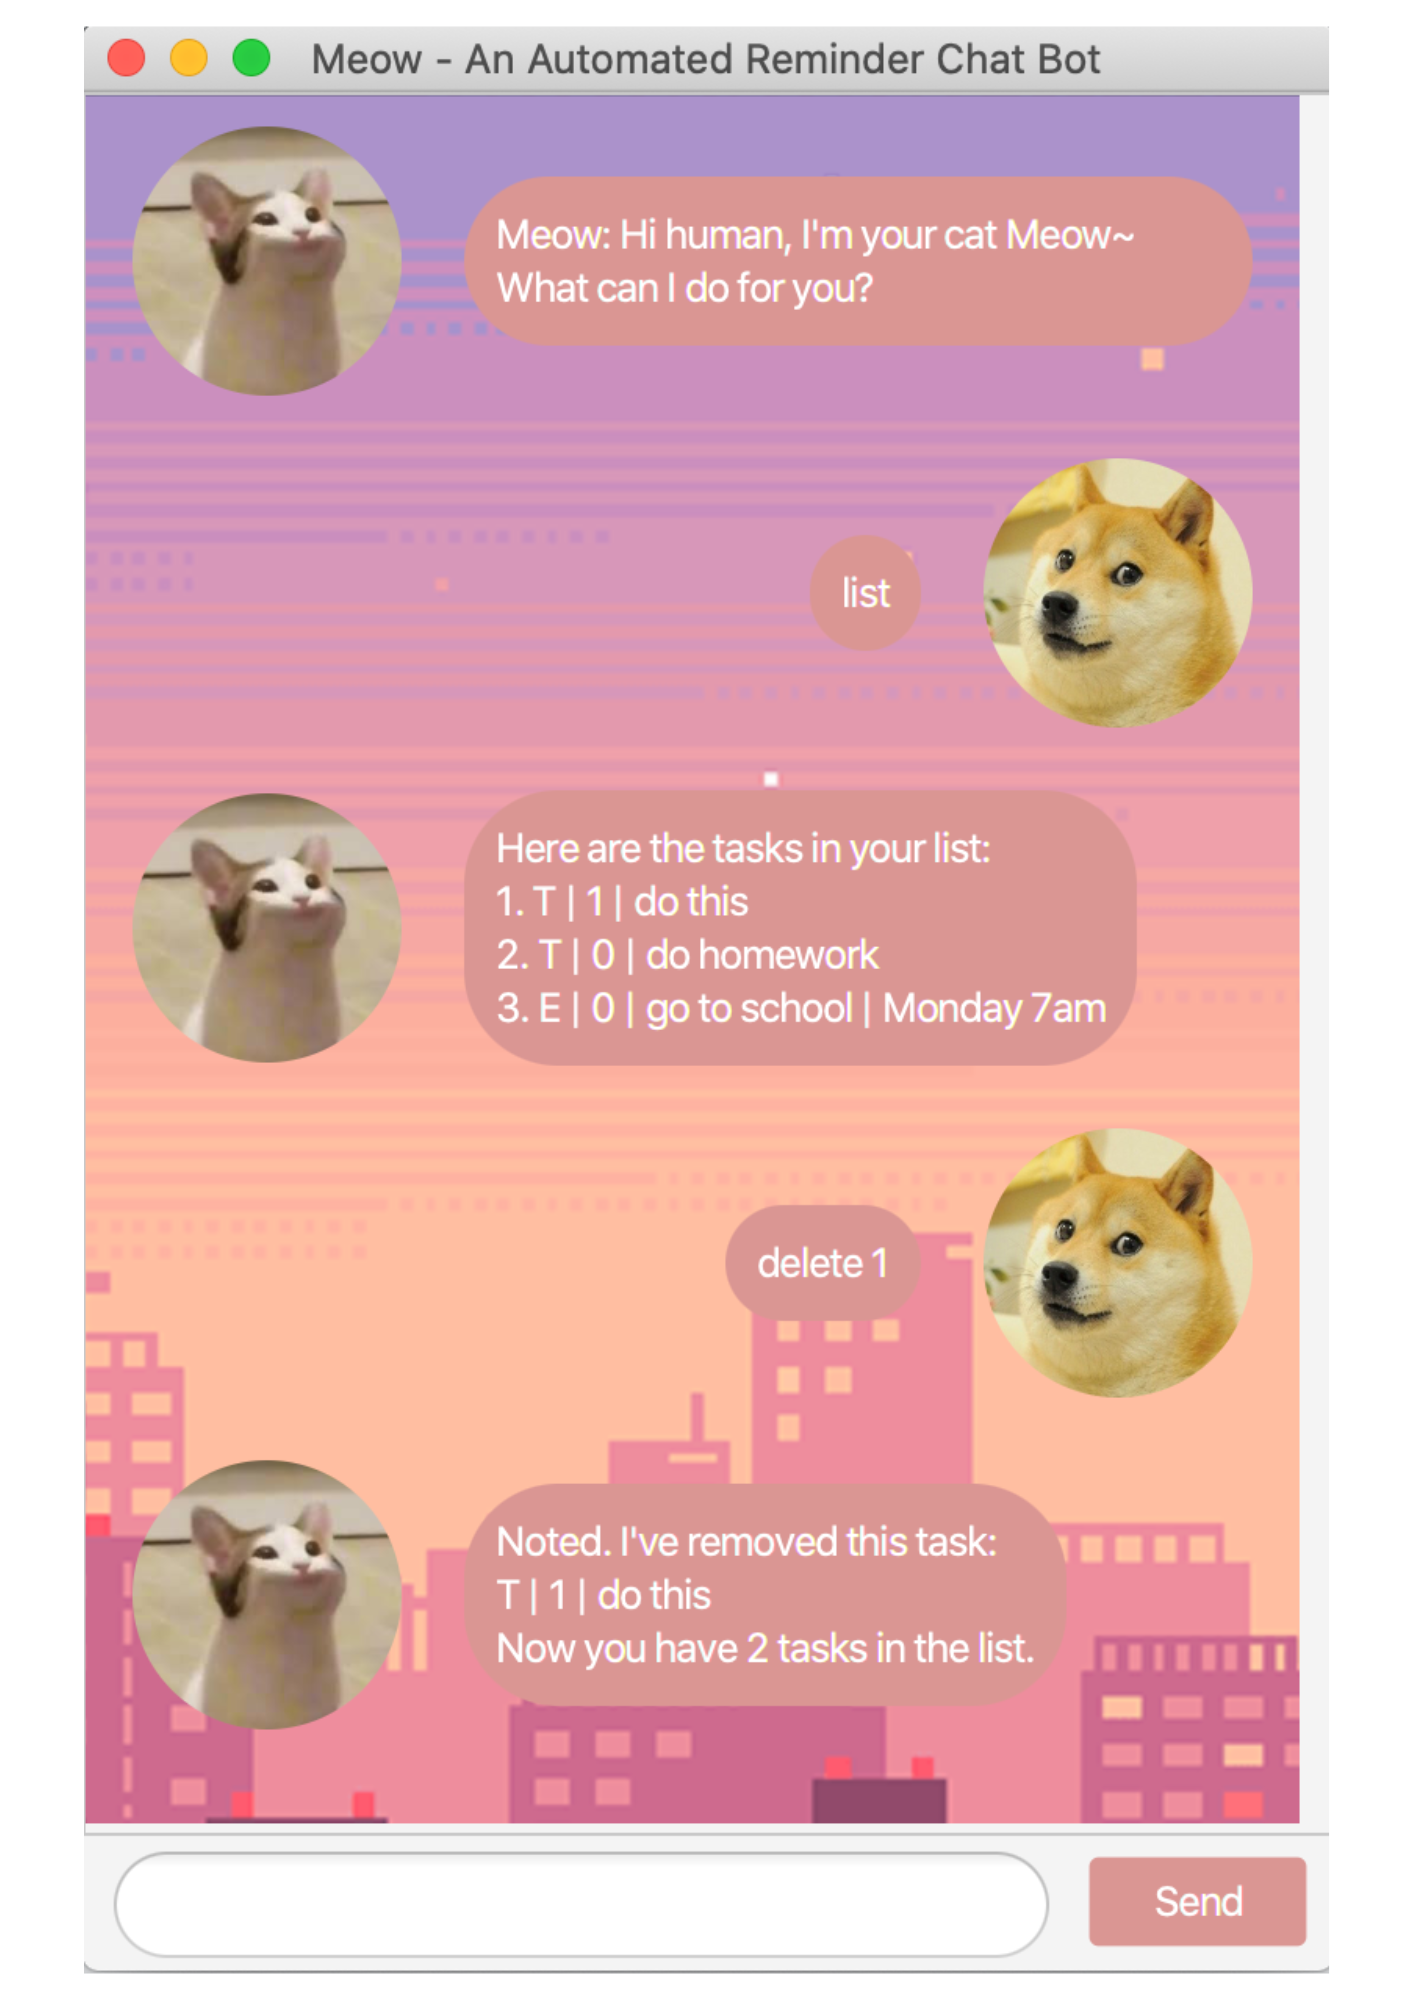 Meow - An Automated Reminder Chat Bot
Meow: Hi human, I'm your cat Meow~
What can I do for you?
list
Here are the tasks in your list:
1. T | 1 | do this
2. T | 0 | do homework
3. E | 0 | go to school | Monday 7am
delete 1
Noted. I've removed this task:
T | 1 | do this
Now you have 2 tasks in the list.
Send